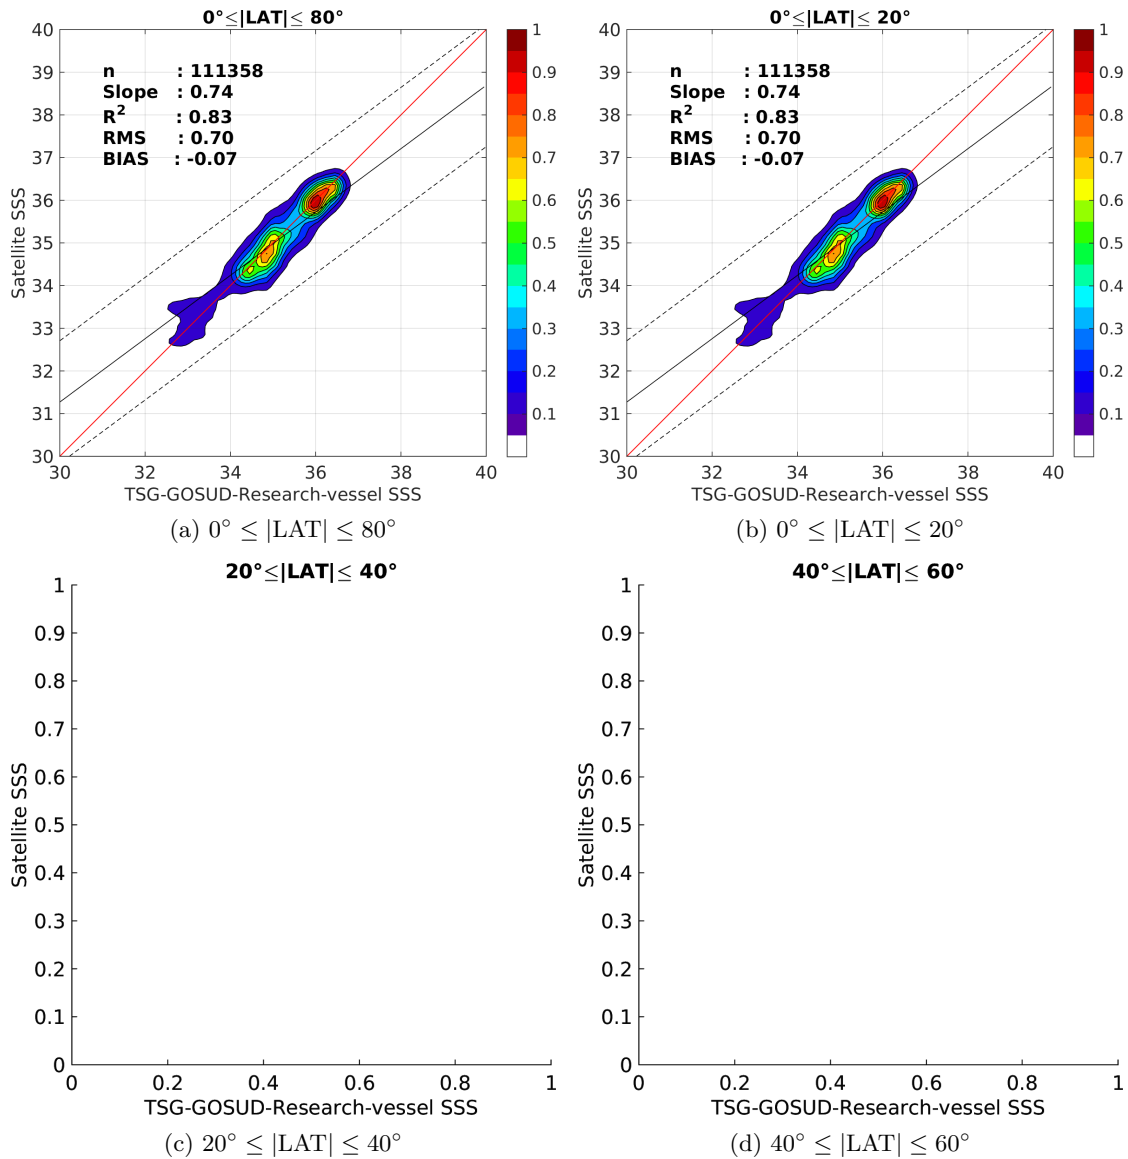 0°≤|LAT|≤ 80°
n : 111358
Slope : 0.74
R² : 0.83
RMS : 0.70
BIAS : -0.07
Satellite SSS
40
39
38
37
36
35
34
33
32
31
30
30 32 34 36 38 40
TSG-GOSUD-Research-vessel SSS
1
0.9
0.8
0.7
0.6
0.5
0.4
0.3
0.2
0.1
(a) 0° ≤ |LAT| ≤ 80°
0°≤|LAT|≤ 20°
n : 111358
Slope : 0.74
R² : 0.83
RMS : 0.70
BIAS : -0.07
Satellite SSS
40
39
38
37
36
35
34
33
32
31
30
30 32 34 36 38 40
TSG-GOSUD-Research-vessel SSS
1
0.9
0.8
0.7
0.6
0.5
0.4
0.3
0.2
0.1
(b) 0° ≤ |LAT| ≤ 20°
20°≤|LAT|≤ 40°
Satellite SSS
1
0.9
0.8
0.7
0.6
0.5
0.4
0.3
0.2
0.1
0
0 0.2 0.4 0.6 0.8 1
TSG-GOSUD-Research-vessel SSS
(c) 20° ≤ |LAT| ≤ 40°
40°≤|LAT|≤ 60°
Satellite SSS
1
0.9
0.8
0.7
0.6
0.5
0.4
0.3
0.2
0.1
0
0 0.2 0.4 0.6 0.8 1
TSG-GOSUD-Research-vessel SSS
(d) 40° ≤ |LAT| ≤ 60°